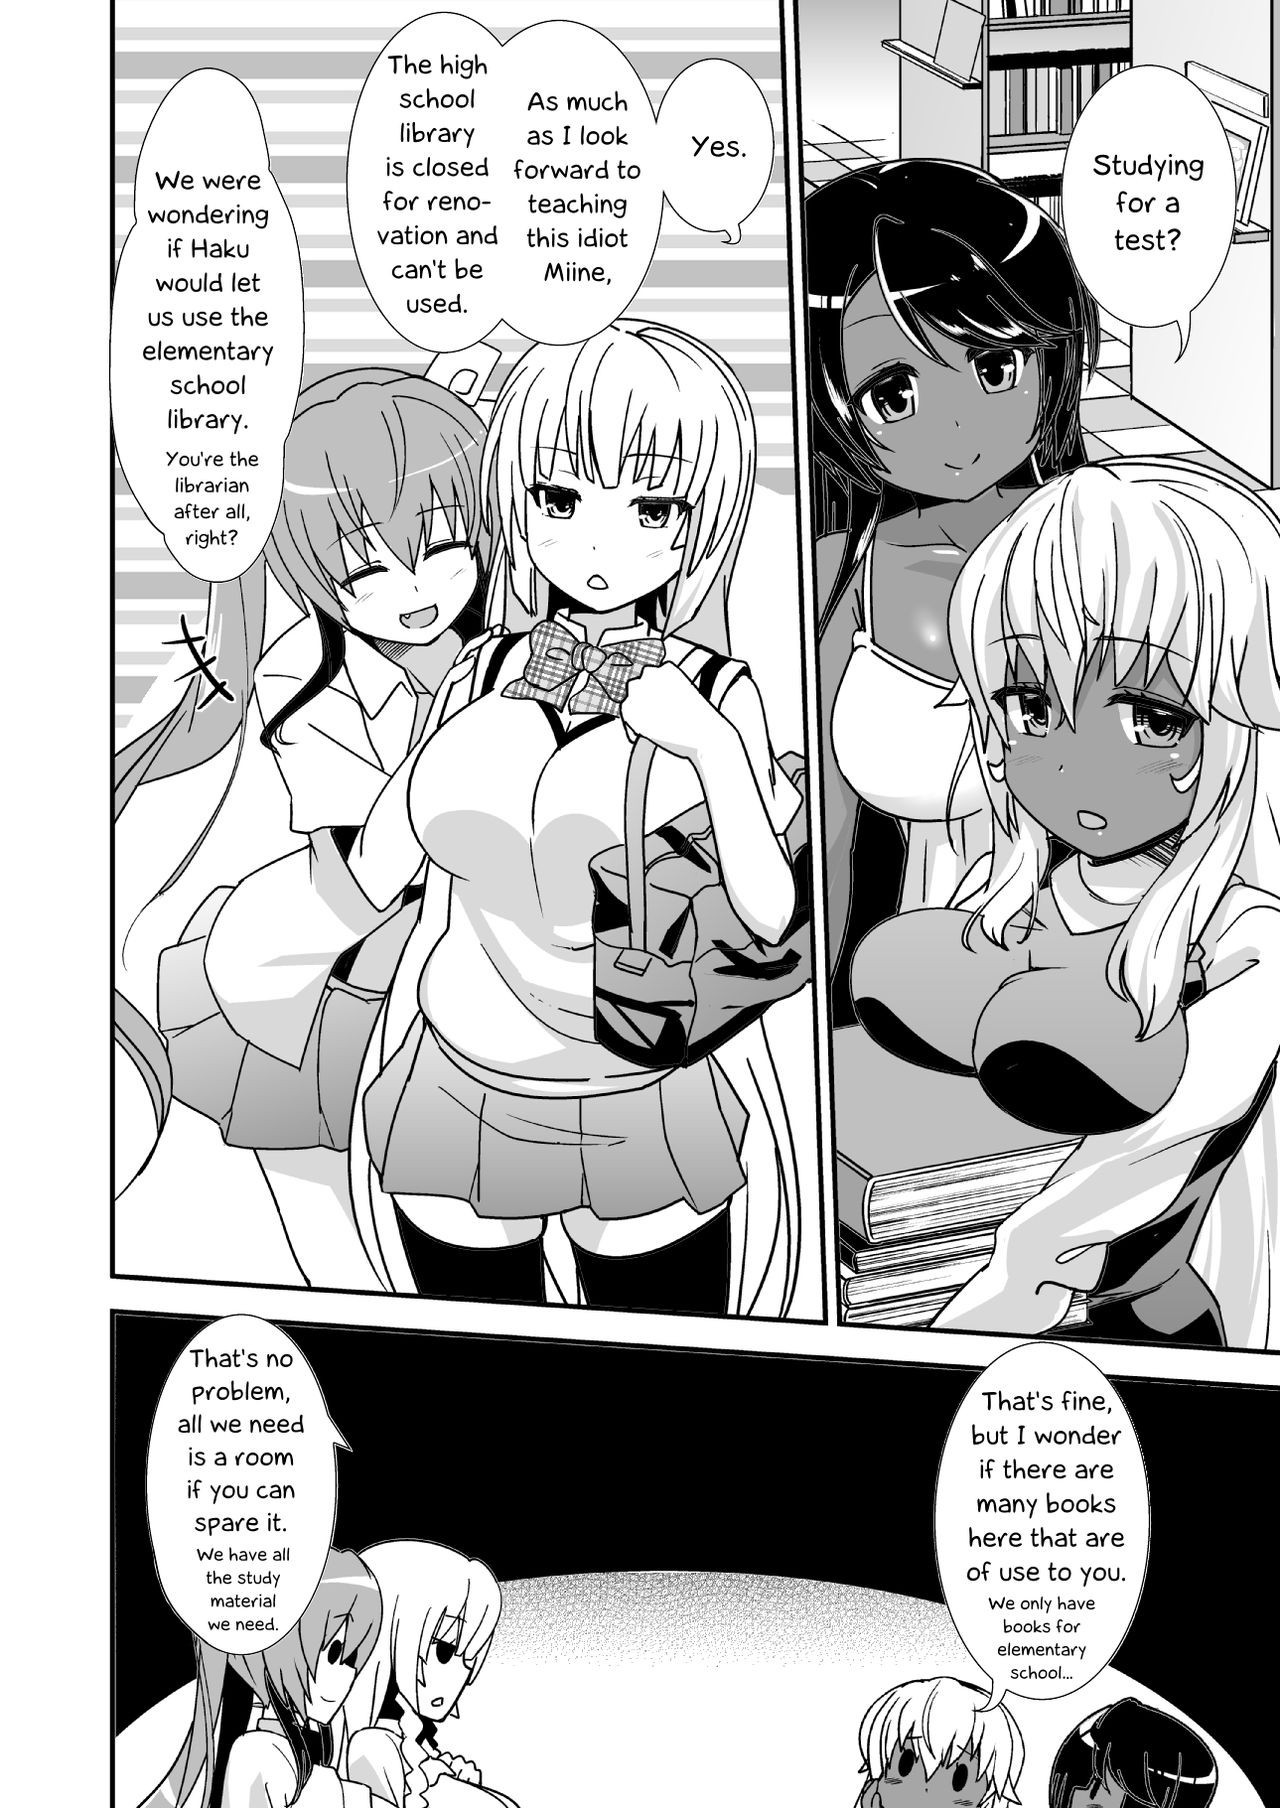 Studying
for a
test?
Yes.
As much
as I look
forward to
teaching
this idiot
Miine,
The high
school
library
is closed
for reno-
vation and
can't be
used.
We were
wondering
if Haku
would let
us use the
elementary
school
library.
You're the
librarian
after all,
right?
That's fine,
but I wonder
if there are
many books
here that are
of use to you.
We only have
books for
elementary
school...
That's no
problem,
all we need
is a room
if you can
spare it.
We have all
the study
material
we need.